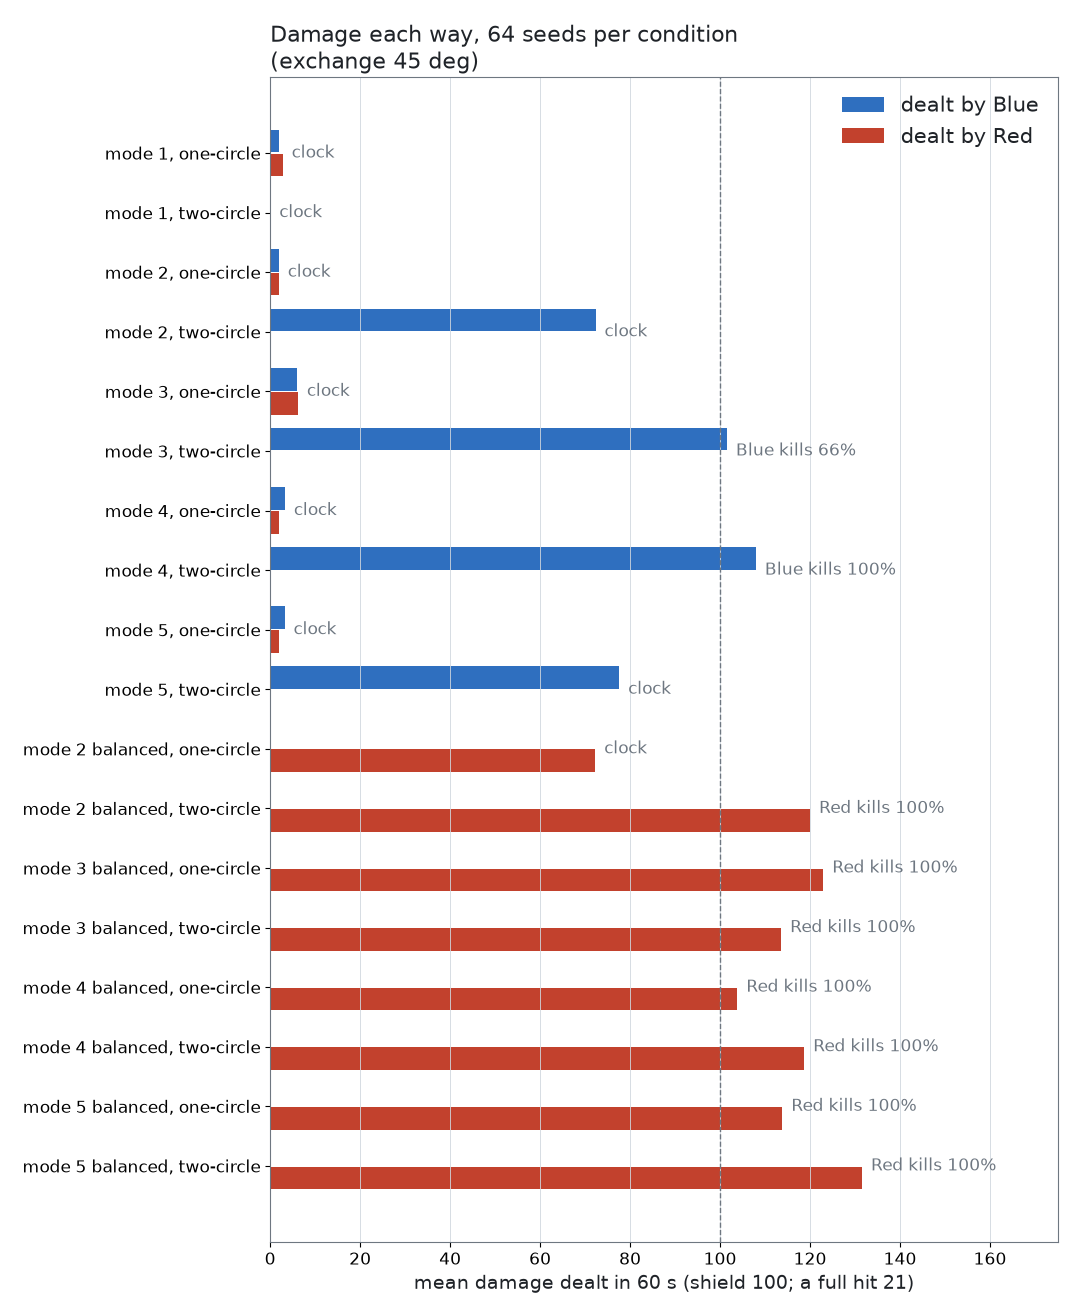 Damage each way, 64 seeds per condition
(exchange 45 deg)
dealt by Blue
dealt by Red
mode 1, one-circle clock
mode 1, two-circle clock
mode 2, one-circle clock
mode 2, two-circle clock
mode 3, one-circle clock
mode 3, two-circle Blue kills 66%
mode 4, one-circle clock
mode 4, two-circle Blue kills 100%
mode 5, one-circle clock
mode 5, two-circle clock
mode 2 balanced, one-circle clock
mode 2 balanced, two-circle Red kills 100%
mode 3 balanced, one-circle Red kills 100%
mode 3 balanced, two-circle Red kills 100%
mode 4 balanced, one-circle Red kills 100%
mode 4 balanced, two-circle Red kills 100%
mode 5 balanced, one-circle Red kills 100%
mode 5 balanced, two-circle Red kills 100%
0 20 40 60 80 100 120 140 160
mean damage dealt in 60 s (shield 100; a full hit 21)